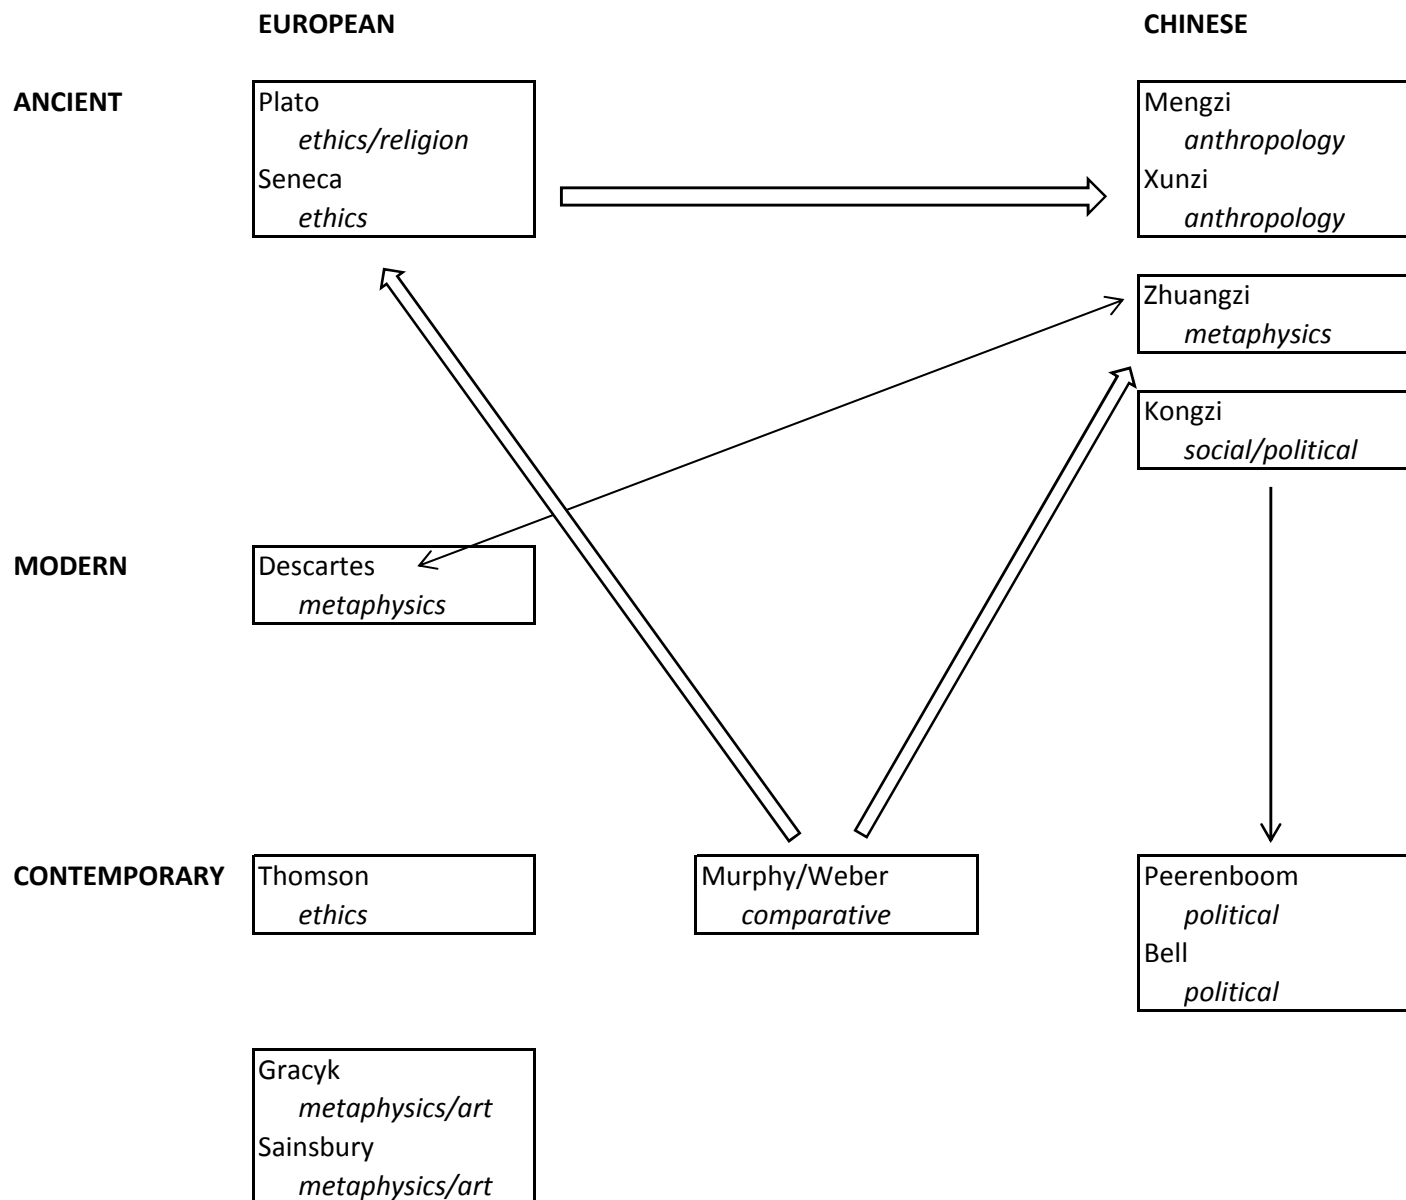 EUROPEAN
CHINESE
ANCIENT
Plato
ethics/religion
Seneca
ethics
Mengzi
anthropology
Xunzi
anthropology
Zhuangzi
metaphysics
Kongzi
social/political
MODERN
Descartes
metaphysics
CONTEMPORARY
Thomson
ethics
Murphy/Weber
comparative
Peerenboom
political
Bell
political
Gracyk
metaphysics/art
Sainsbury
metaphysics/art